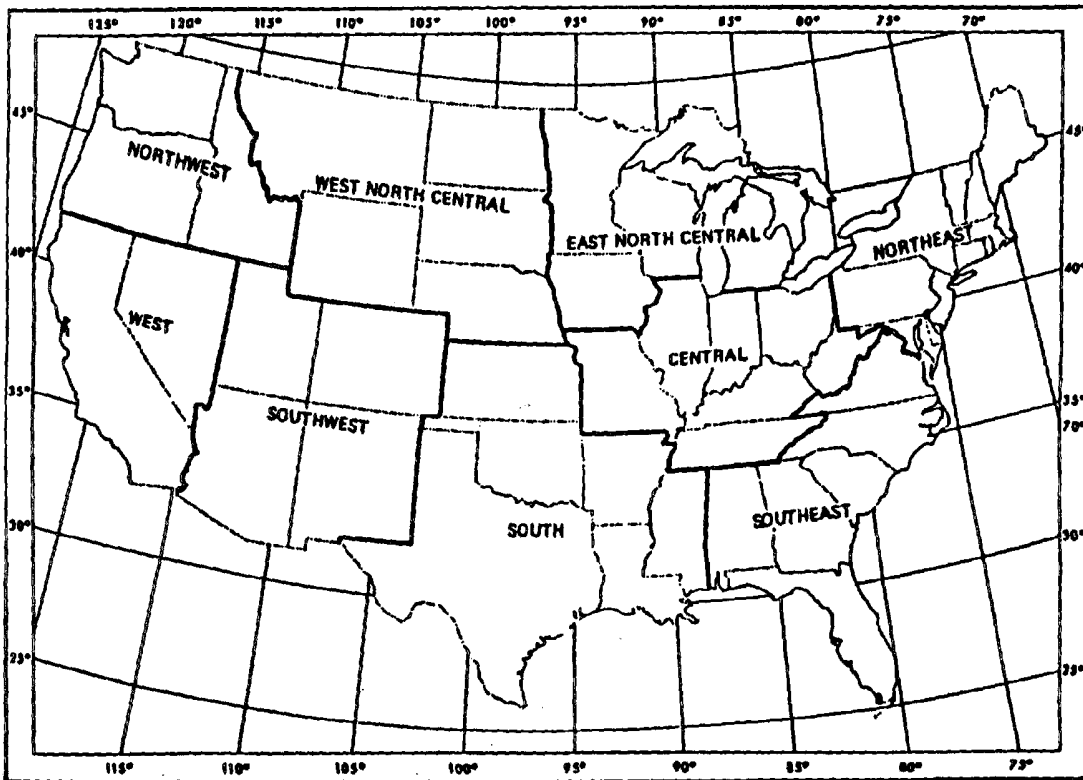 125° 120° 115° 110° 105° 100° 95° 90° 85° 80° 75° 70°
45° 45°
NORTHWEST
WEST NORTH CENTRAL
EAST NORTH CENTRAL
NORTHEAST
40° 40°
WEST
CENTRAL
35° 35°
SOUTHWEST
70°
SOUTH
SOUTHEAST
30° 30°
25° 25°
115° 110° 105° 100° 95° 90° 85° 80° 75°